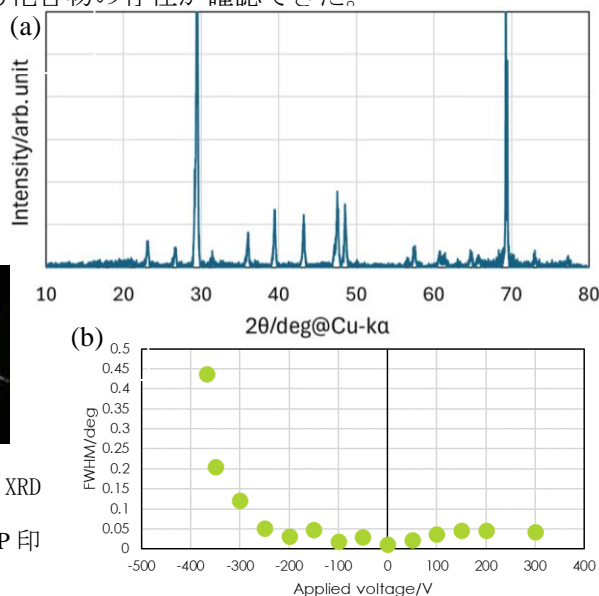 (a)
Intensity/arb.unit
10 20 30 40 50 60 70 80
2θ/deg@Cu-kα
(b)
0.5
0.45
0.4
0.35
0.3
0.25
0.2
0.15
0.1
0.05
0
FWHM/deg
-500 -400 -300 -200 -100 0 100 200 300 400
Applied voltage/V
XRD
P 印